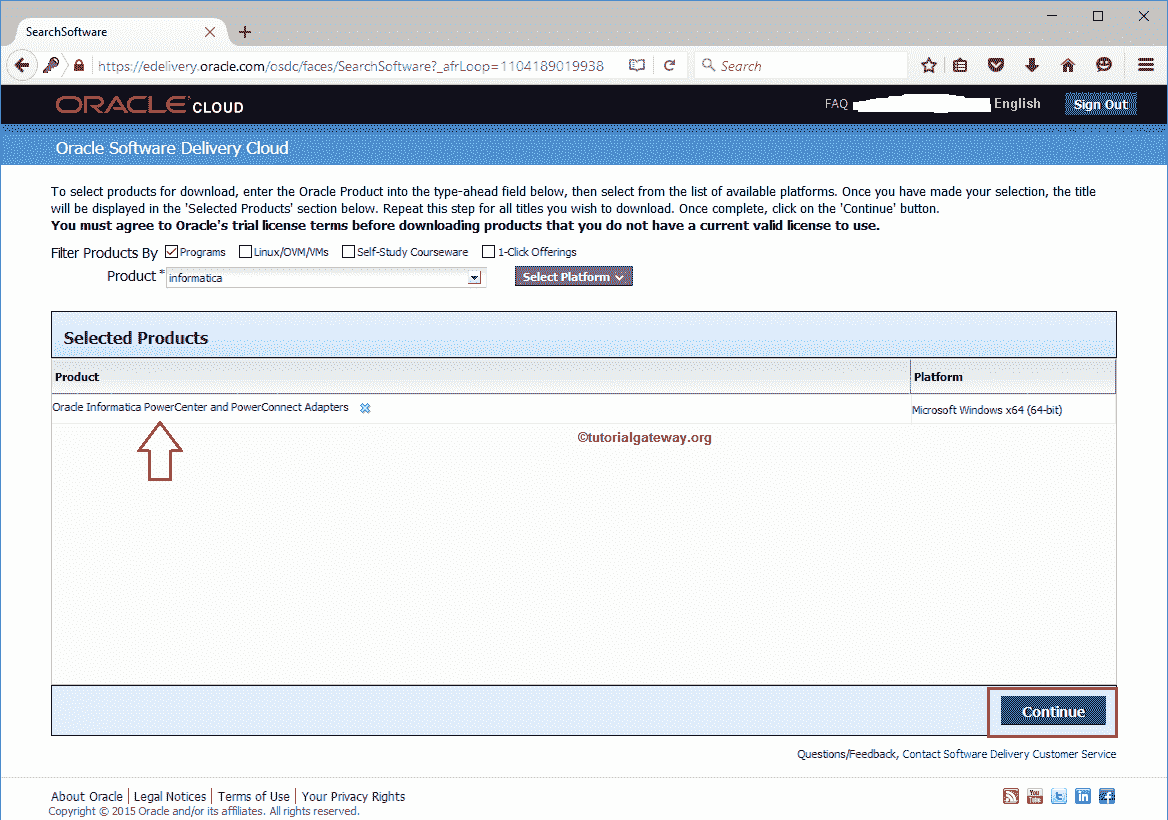 SearchSoftware
https://edelivery.oracle.com/osdc/faces/SearchSoftware?_afrLoop=1104189019938
Search
ORACLE CLOUD
FAQ
English
Sign Out
Oracle Software Delivery Cloud
To select products for download, enter the Oracle Product into the type-ahead field below, then select from the list of available platforms. Once you have made your selection, the title
will be displayed in the 'Selected Products' section below. Repeat this step for all titles you wish to download. Once complete, click on the 'Continue' button.
You must agree to Oracle's trial license terms before downloading products that you do not have a current valid license to use.
Filter Products By Programs Linux/OVM/VMs Self-Study Courseware 1-Click Offerings
Product * informatica Select Platform
Selected Products
Product Platform
Oracle Informatica PowerCenter and PowerConnect Adapters Microsoft Windows x64 (64-bit)
©tutorialgateway.org
Continue
Questions/Feedback, Contact Software Delivery Customer Service
About Oracle | Legal Notices | Terms of Use | Your Privacy Rights
Copyright © 2015 Oracle and/or its affiliates. All rights reserved.
You Tube